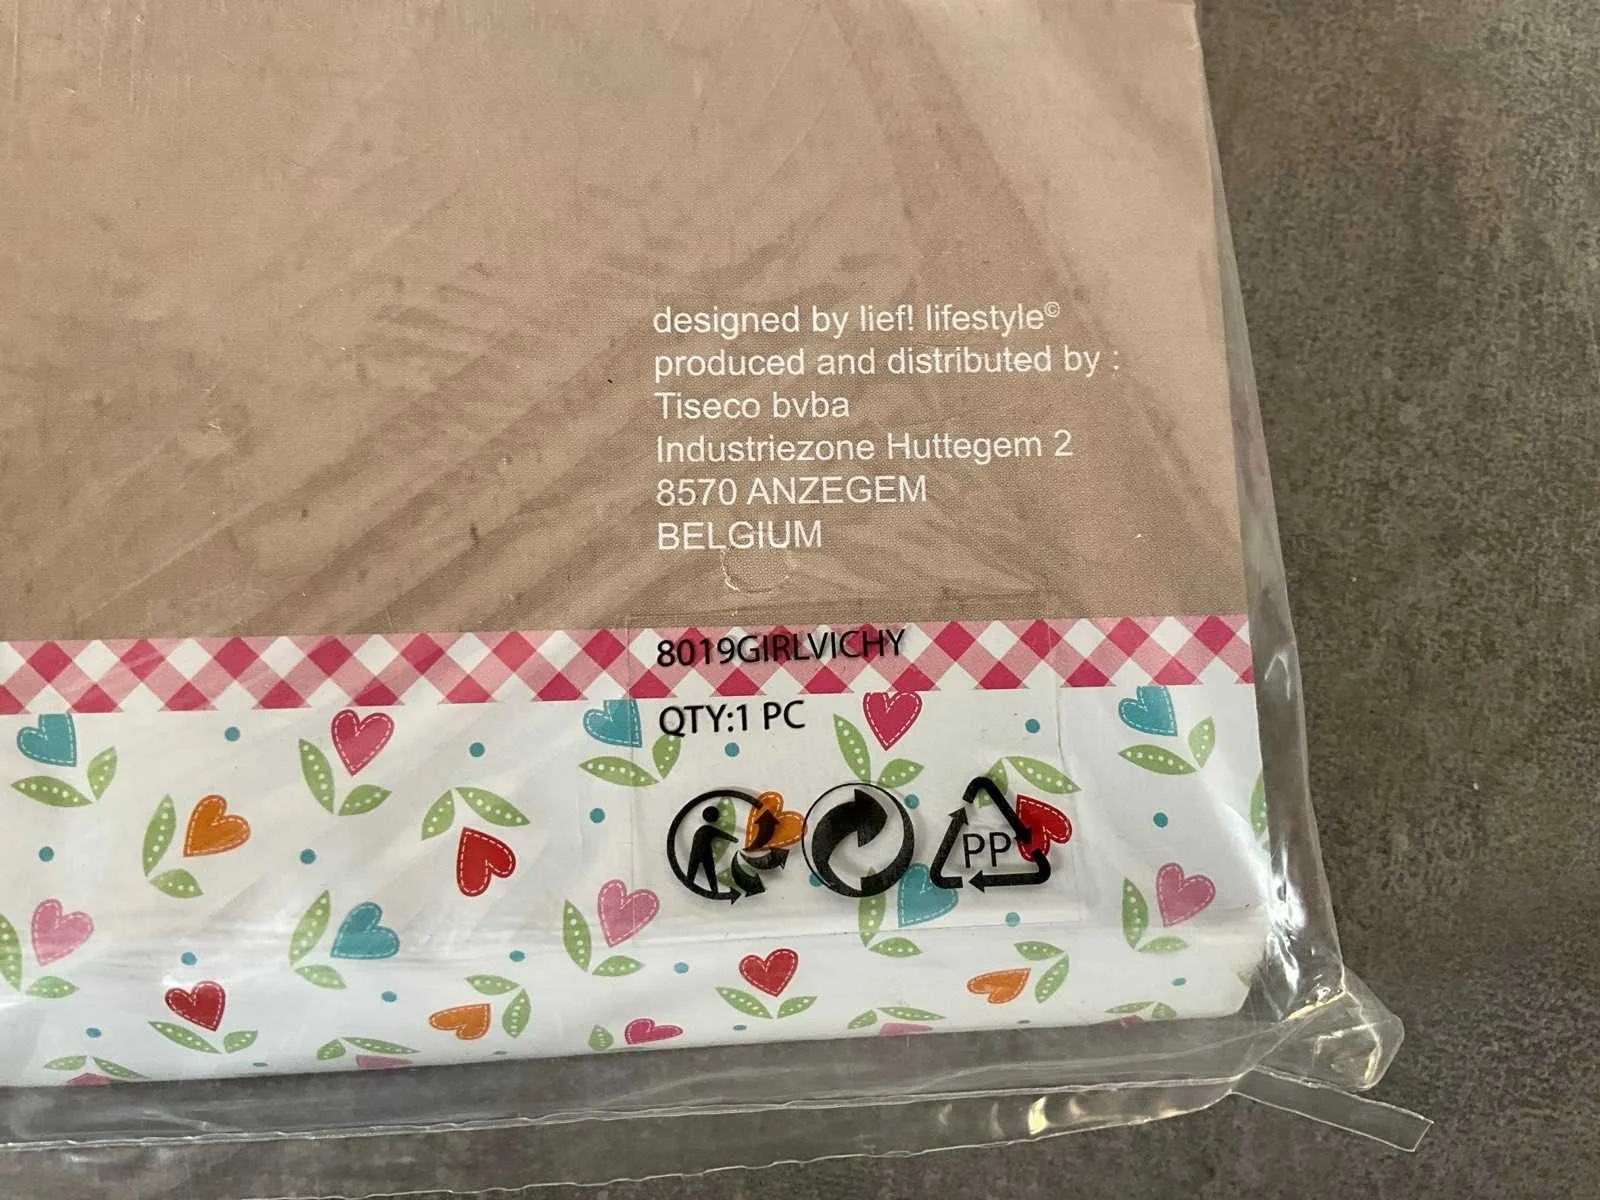 designed by lief! lifestyle©
produced and distributed by :
Tiseco bvba
Industriezone Huttegem 2
8570 ANZEGEM
BELGIUM
8019GIRLVICHY
QTY:1 PC
PP